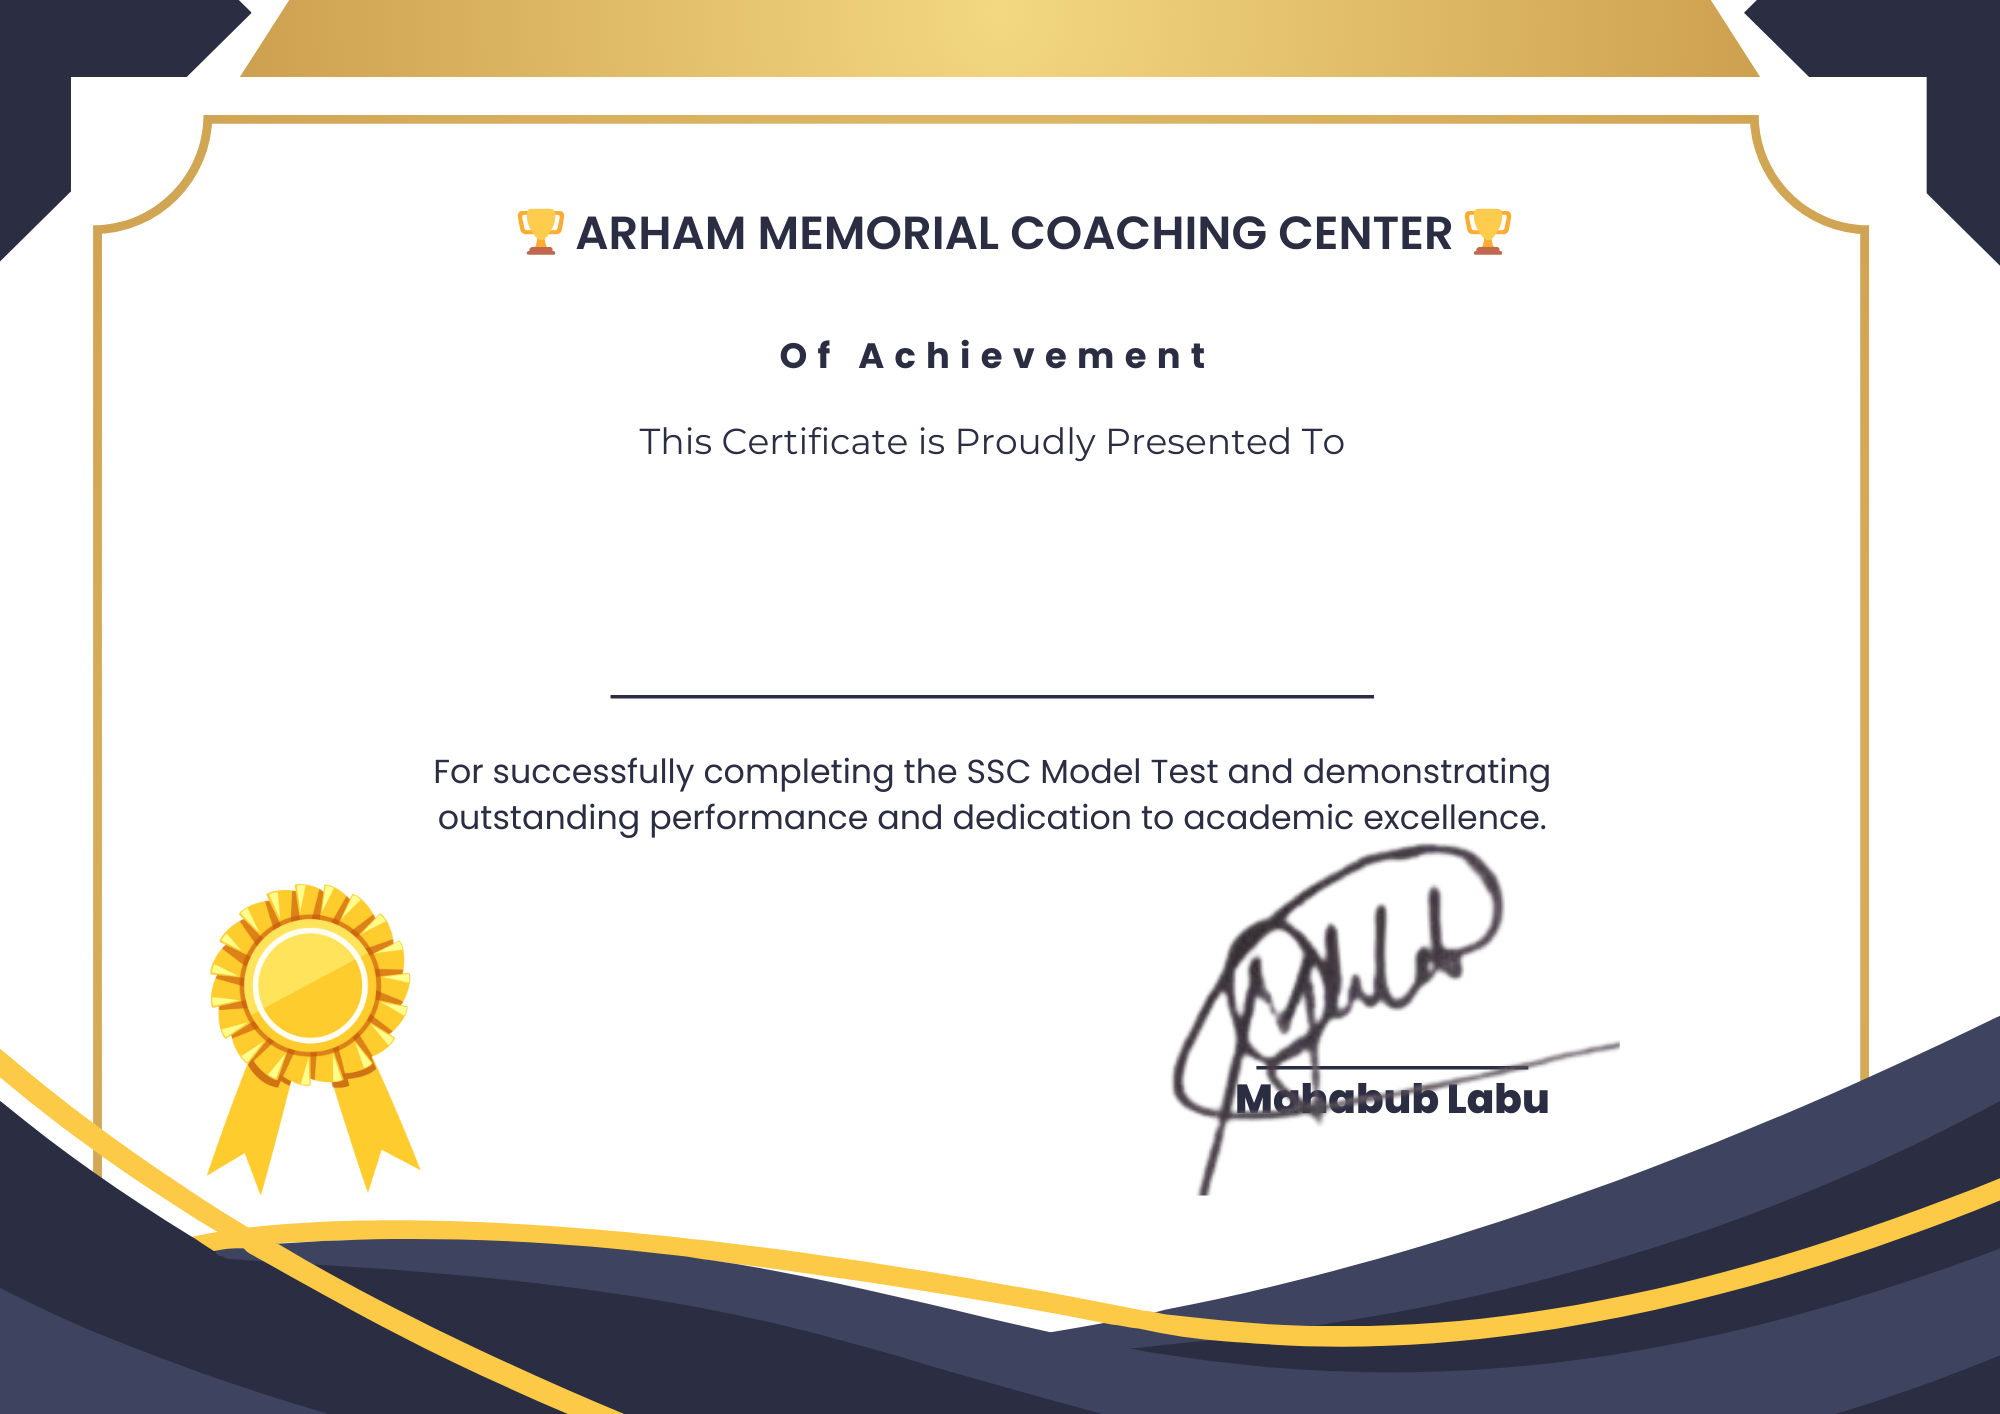 🏆 ARHAM MEMORIAL COACHING CENTER 🏆
Of Achievement
This Certificate is Proudly Presented To
For successfully completing the SSC Model Test and demonstrating
outstanding performance and dedication to academic excellence.
Mahabub Labu